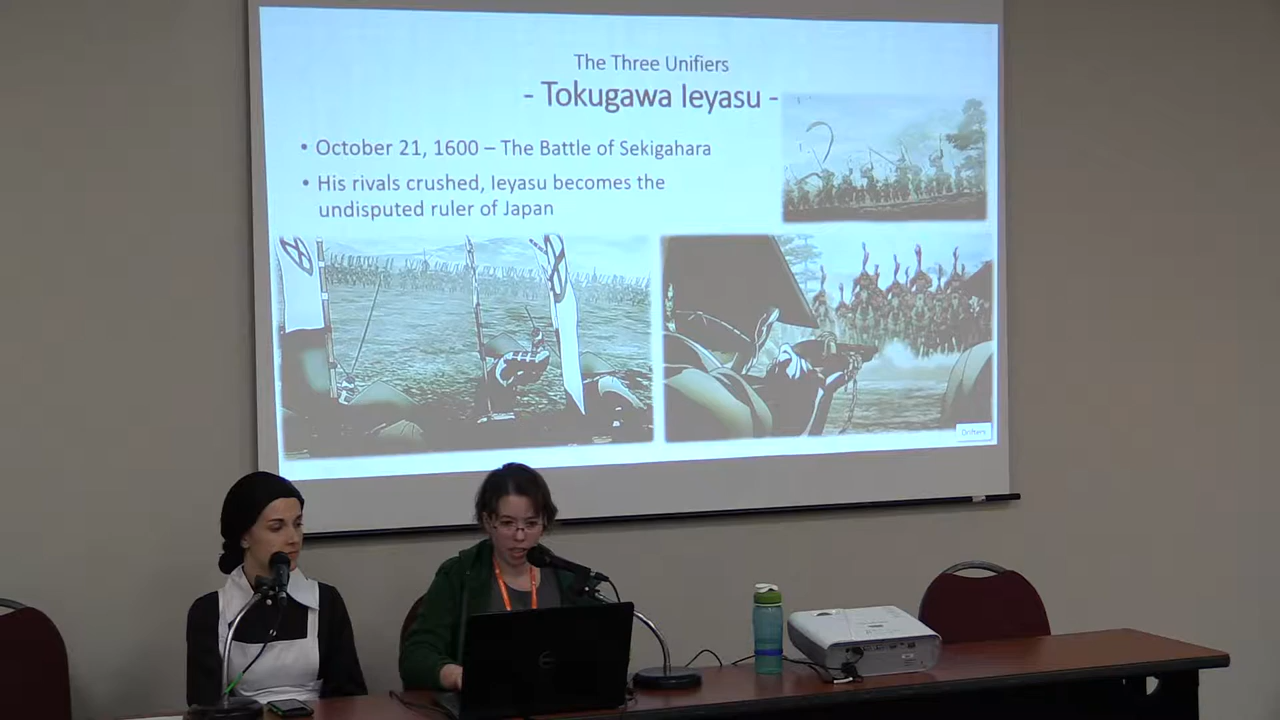 The Three Unifiers
- Tokugawa Ieyasu -
• October 21, 1600 – The Battle of Sekigahara
• His rivals crushed, Ieyasu becomes the
undisputed ruler of Japan
Drifters